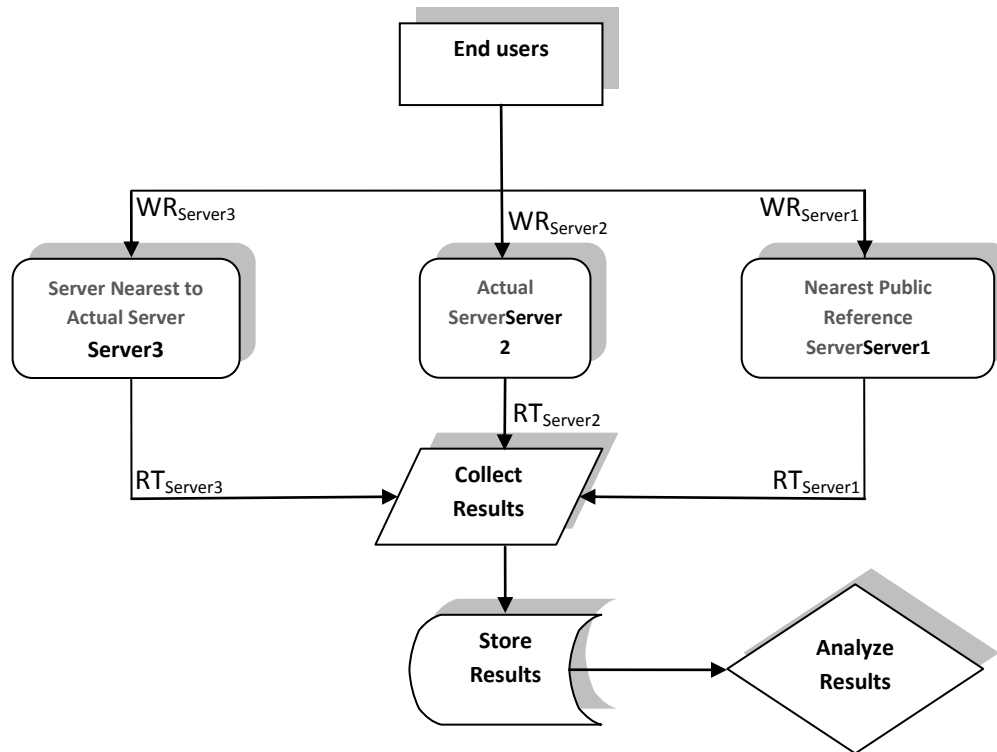 End users
WRServer3
WRServer2
WRServer1
Server Nearest to
Actual Server
Server3
Actual
ServerServer
2
Nearest Public
Reference
ServerServer1
RTServer2
RTServer3
RTServer1
Collect
Results
Store
Results
Analyze
Results